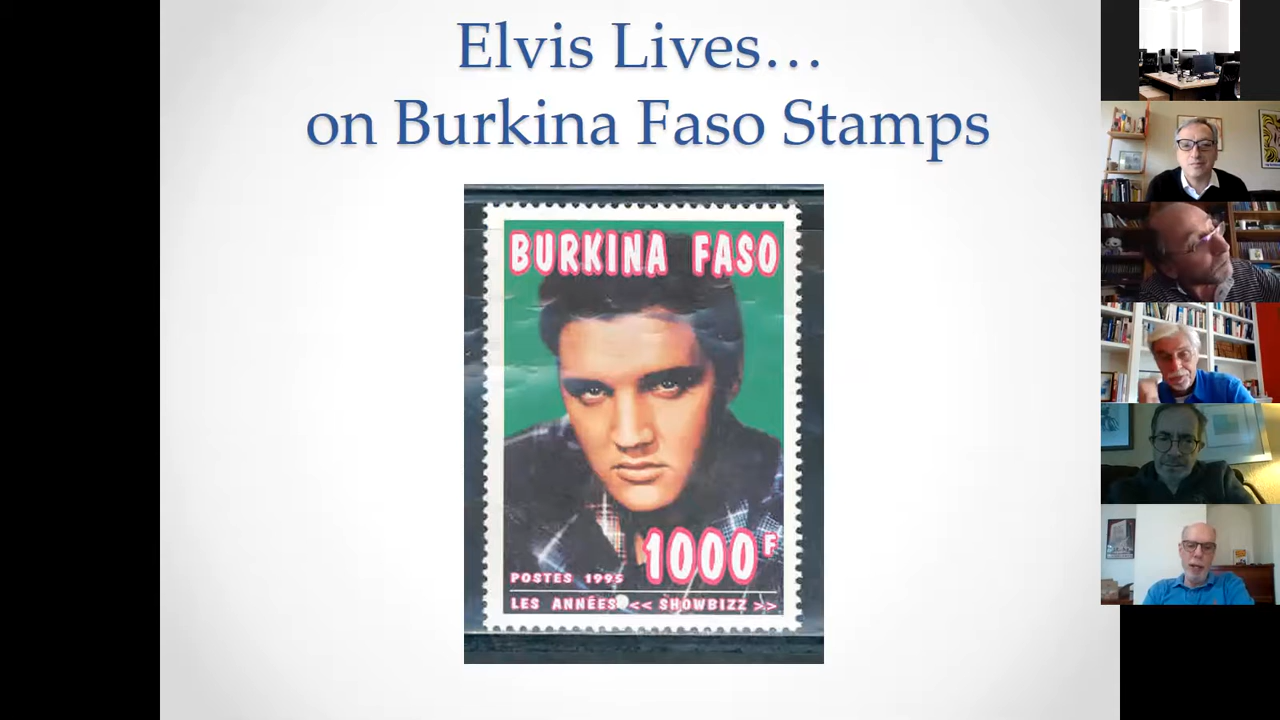 Elvis Lives…
on Burkina Faso Stamps
BURKINA FASO
1000F
POSTES 1995
LES ANNÉES << SHOWBIZZ >>